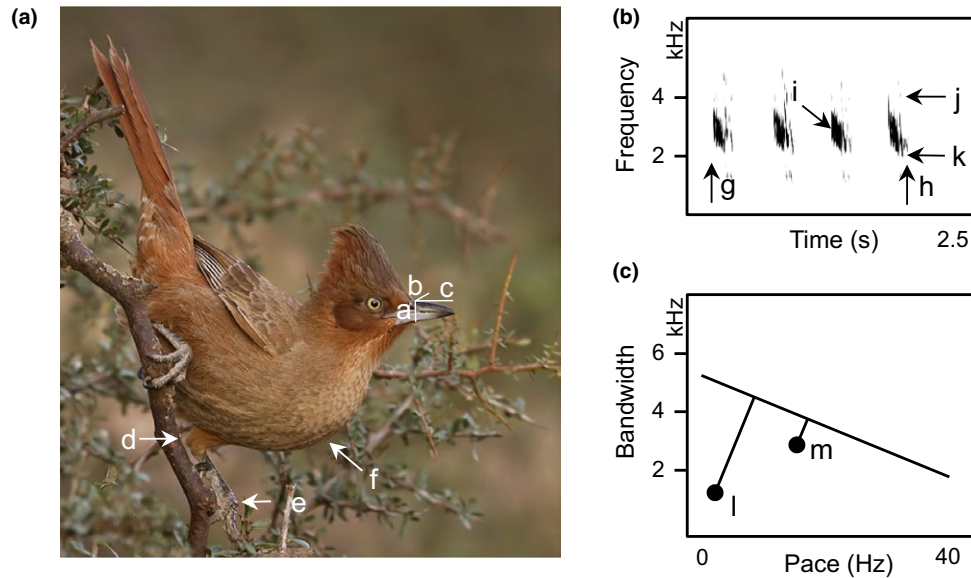 (a)
b
c
a
d
e
f
(b)
kHz
Frequency
4
2
i
j
k
g
h
Time (s)
2.5
(c)
kHz
Bandwidth
6
4
2
l
m
0
Pace (Hz)
40